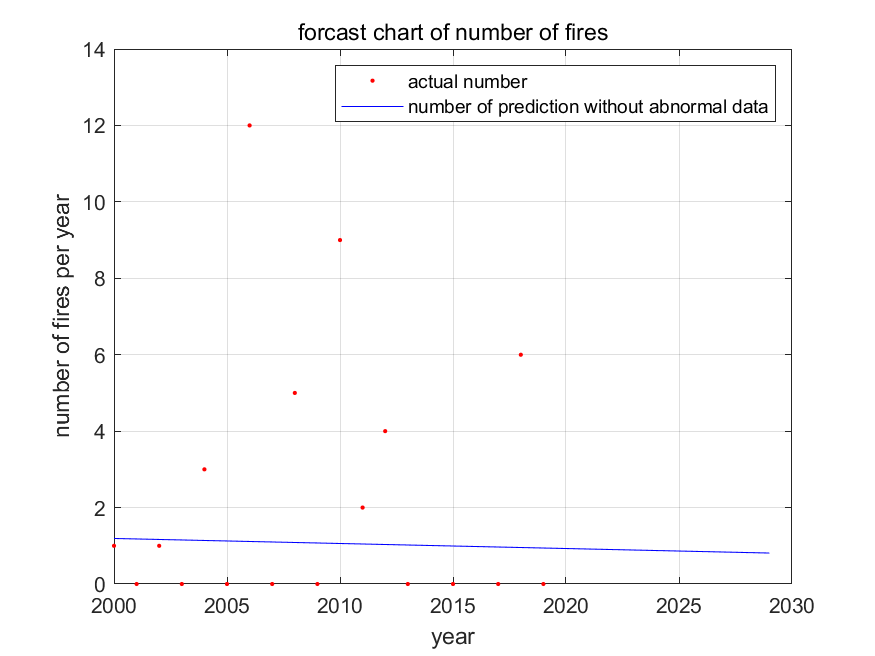 forcast chart of number of fires
14
12
10
8
6
4
2
0
number of fires per year
actual number
number of prediction without abnormal data
2000 2005 2010 2015 2020 2025 2030
year